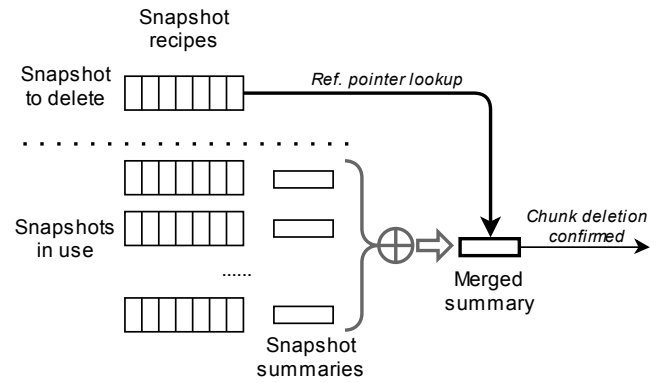 Snapshot
recipes
Snapshot
to delete
Ref. pointer lookup
Snapshots
in use
......
Chunk deletion
confirmed
Merged
summary
Snapshot
summaries